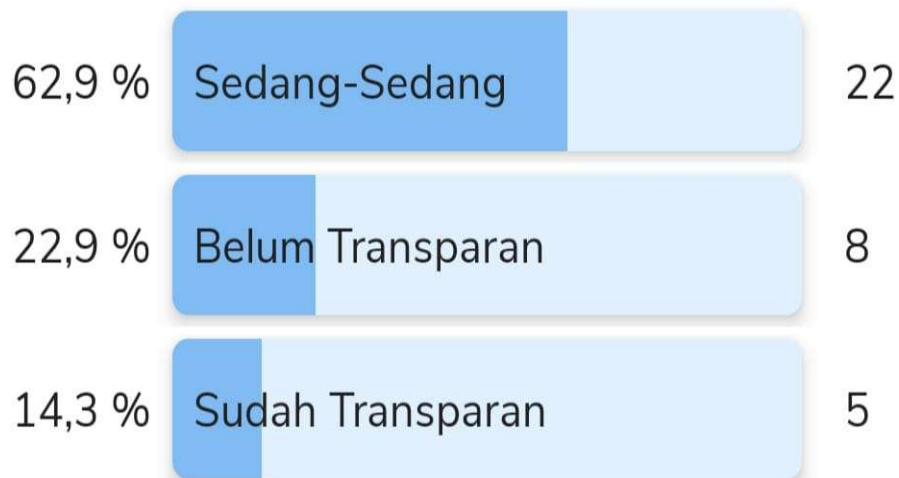 62,9 % Sedang-Sedang 22
22,9 % Belum Transparan 8
14,3 % Sudah Transparan 5